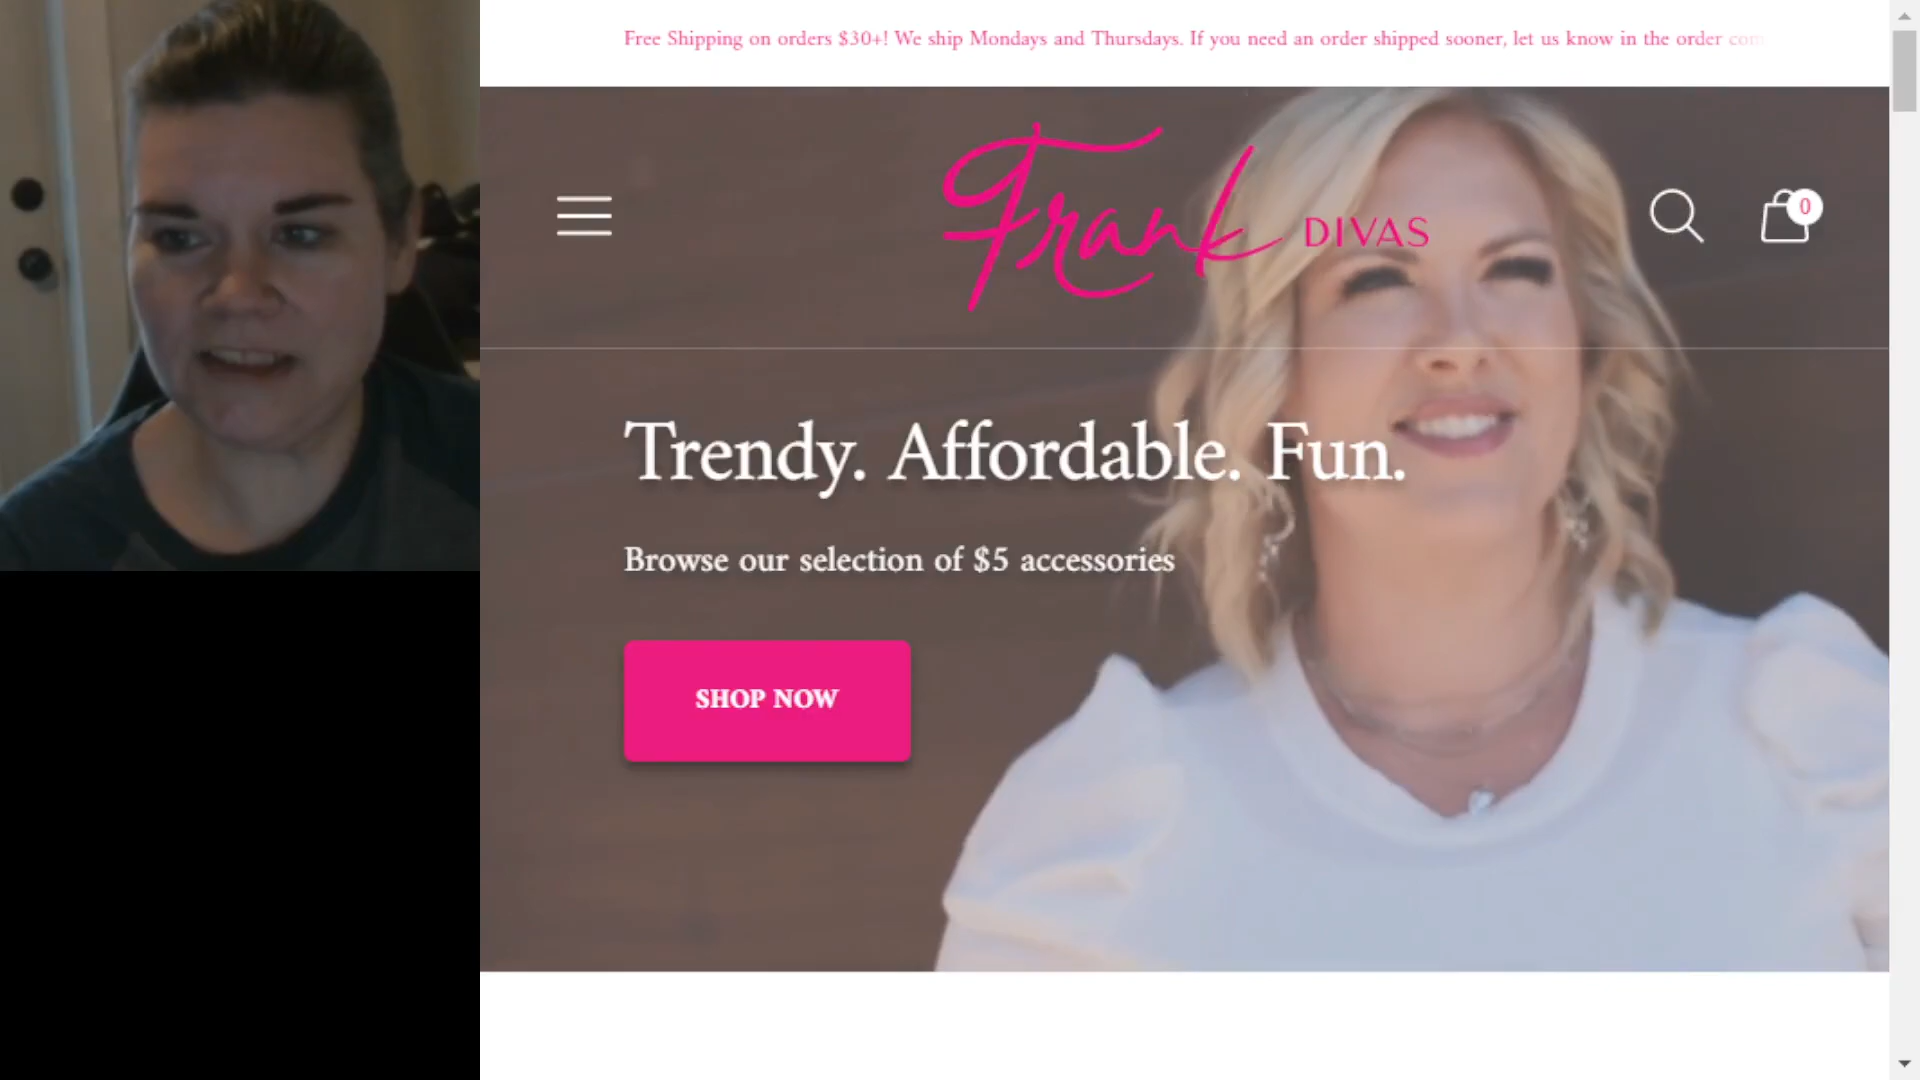 Free Shipping on orders $30+! We ship Mondays and Thursdays. If you need an order shipped sooner, let us know in the order
Frank DIVAS
0
Trendy. Affordable. Fun.
Browse our selection of $5 accessories
SHOP NOW